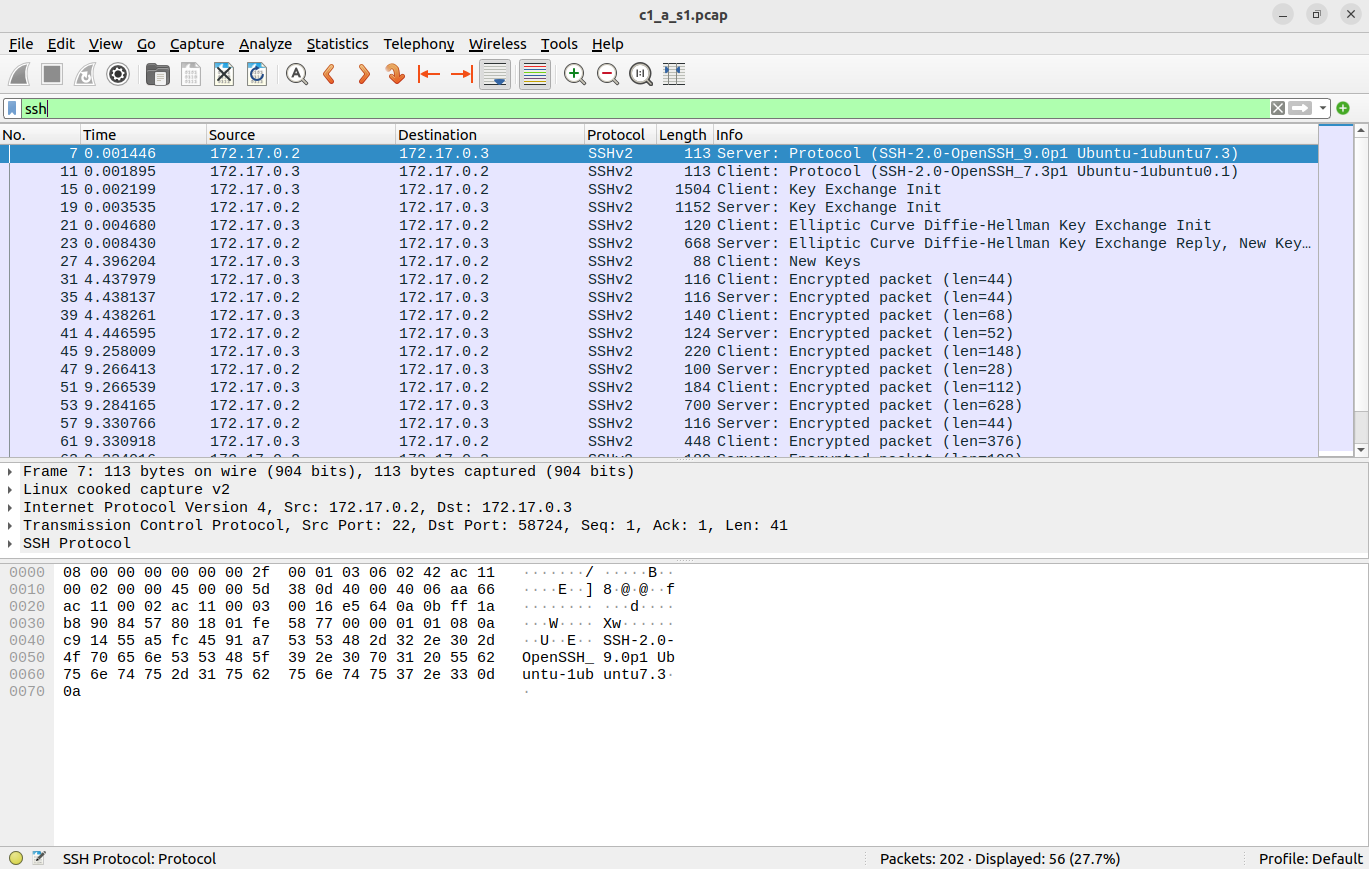 c1_a_s1.pcap
File Edit View Go Capture Analyze Statistics Telephony Wireless Tools Help
ssh
No. Time Source Destination Protocol Length Info
7 0.001446 172.17.0.2 172.17.0.3 SSHv2 113 Server: Protocol (SSH-2.0-OpenSSH_9.0p1 Ubuntu-1ubuntu7.3)
11 0.001895 172.17.0.3 172.17.0.2 SSHv2 113 Client: Protocol (SSH-2.0-OpenSSH_7.3p1 Ubuntu-1ubuntu0.1)
15 0.002199 172.17.0.3 172.17.0.2 SSHv2 1504 Client: Key Exchange Init
19 0.003535 172.17.0.2 172.17.0.3 SSHv2 1152 Server: Key Exchange Init
21 0.004680 172.17.0.3 172.17.0.2 SSHv2 120 Client: Elliptic Curve Diffie-Hellman Key Exchange Init
23 0.008430 172.17.0.2 172.17.0.3 SSHv2 668 Server: Elliptic Curve Diffie-Hellman Key Exchange Reply, New Key…
27 4.396204 172.17.0.3 172.17.0.2 SSHv2 88 Client: New Keys
31 4.437979 172.17.0.3 172.17.0.2 SSHv2 116 Client: Encrypted packet (len=44)
35 4.438137 172.17.0.2 172.17.0.3 SSHv2 116 Server: Encrypted packet (len=44)
39 4.438261 172.17.0.3 172.17.0.2 SSHv2 140 Client: Encrypted packet (len=68)
41 4.446595 172.17.0.2 172.17.0.3 SSHv2 124 Server: Encrypted packet (len=52)
45 9.258009 172.17.0.3 172.17.0.2 SSHv2 220 Client: Encrypted packet (len=148)
47 9.266413 172.17.0.2 172.17.0.3 SSHv2 100 Server: Encrypted packet (len=28)
51 9.266539 172.17.0.3 172.17.0.2 SSHv2 184 Client: Encrypted packet (len=112)
53 9.284165 172.17.0.2 172.17.0.3 SSHv2 700 Server: Encrypted packet (len=628)
57 9.330766 172.17.0.2 172.17.0.3 SSHv2 116 Server: Encrypted packet (len=44)
61 9.330918 172.17.0.3 172.17.0.2 SSHv2 448 Client: Encrypted packet (len=376)
Frame 7: 113 bytes on wire (904 bits), 113 bytes captured (904 bits)
Linux cooked capture v2
Internet Protocol Version 4, Src: 172.17.0.2, Dst: 172.17.0.3
Transmission Control Protocol, Src Port: 22, Dst Port: 58724, Seq: 1, Ack: 1, Len: 41
SSH Protocol
0000 08 00 00 00 00 00 00 2f 00 01 03 06 02 42 ac 11 ·······/ ·····B··
0010 00 02 00 00 45 00 00 5d 38 0d 40 00 40 06 aa 66 ····E··] 8·@·@··f
0020 ac 11 00 02 ac 11 00 03 00 16 e5 64 0a 0b ff 1a ········ ···d····
0030 b8 90 84 57 80 18 01 fe 58 77 00 00 01 01 08 0a ···W···· Xw······
0040 c9 14 55 a5 fc 45 91 a7 53 53 48 2d 32 2e 30 2d ··U··E·· SSH-2.0-
0050 4f 70 65 6e 53 53 48 5f 39 2e 30 70 31 20 55 62 OpenSSH_ 9.0p1 Ub
0060 75 6e 74 75 2d 31 75 62 75 6e 74 75 37 2e 33 0d untu-1ub untu7.3·
0070 0a ·
SSH Protocol: Protocol Packets: 202 · Displayed: 56 (27.7%) Profile: Default